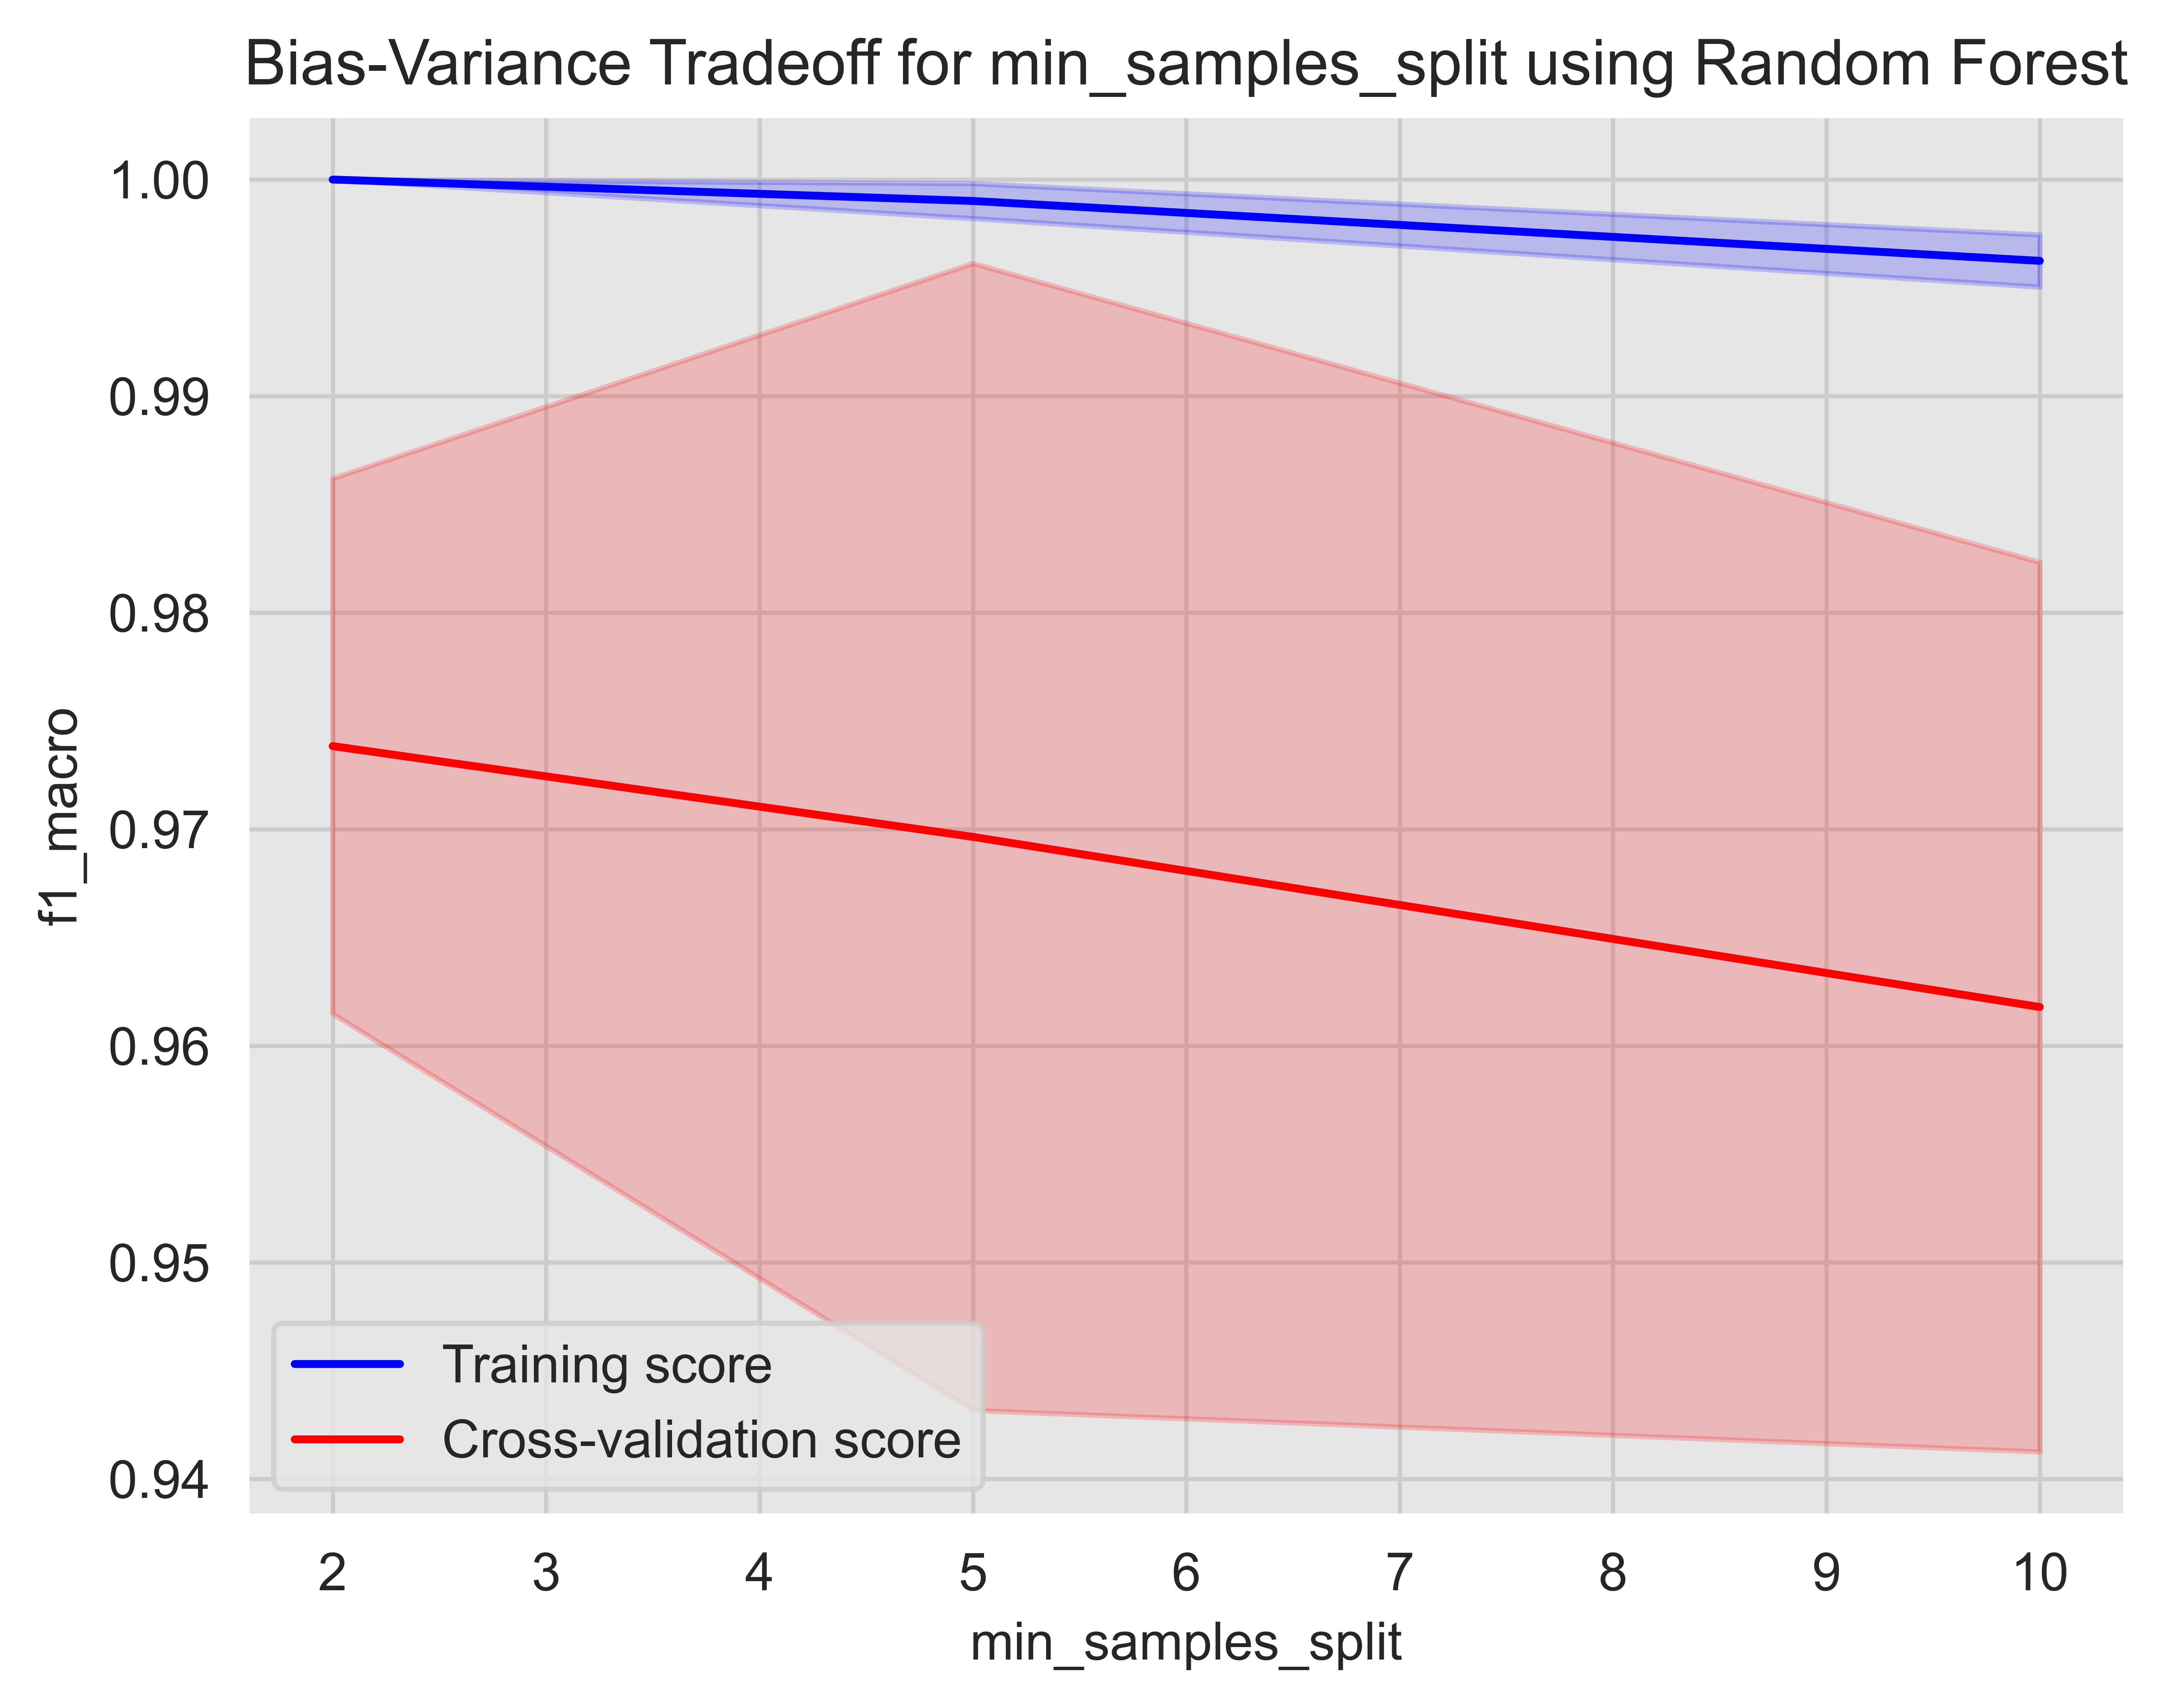 Bias-Variance Tradeoff for min_samples_split using Random Forest
1.00
0.99
0.98
0.97
0.96
0.95
0.94
f1_macro
Training score
Cross-validation score
2 3 4 5 6 7 8 9 10
min_samples_split